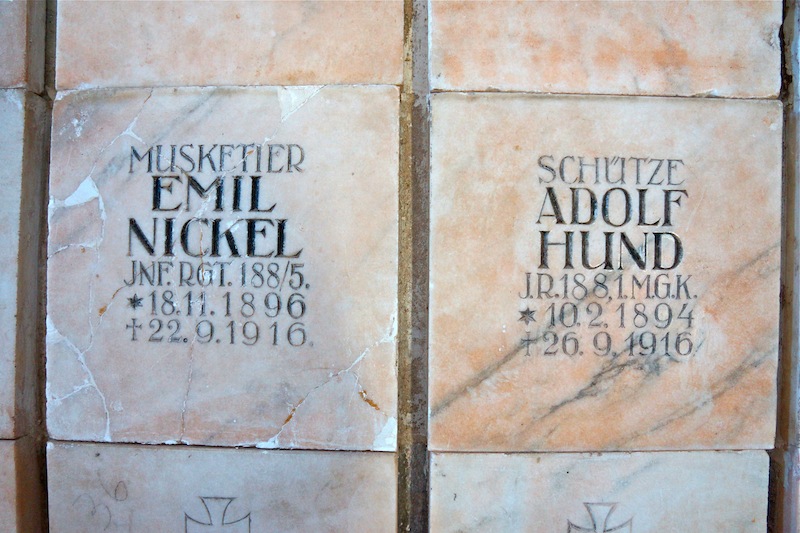 MUSKETIER
EMIL
NICKEL
JNF. RGT. 188/5.
* 18.11.1896
† 22.9.1916.
SCHÜTZE
ADOLF
HUND
J.R.188,1.M.G.K.
* 10.2.1894
† 26.9.1916